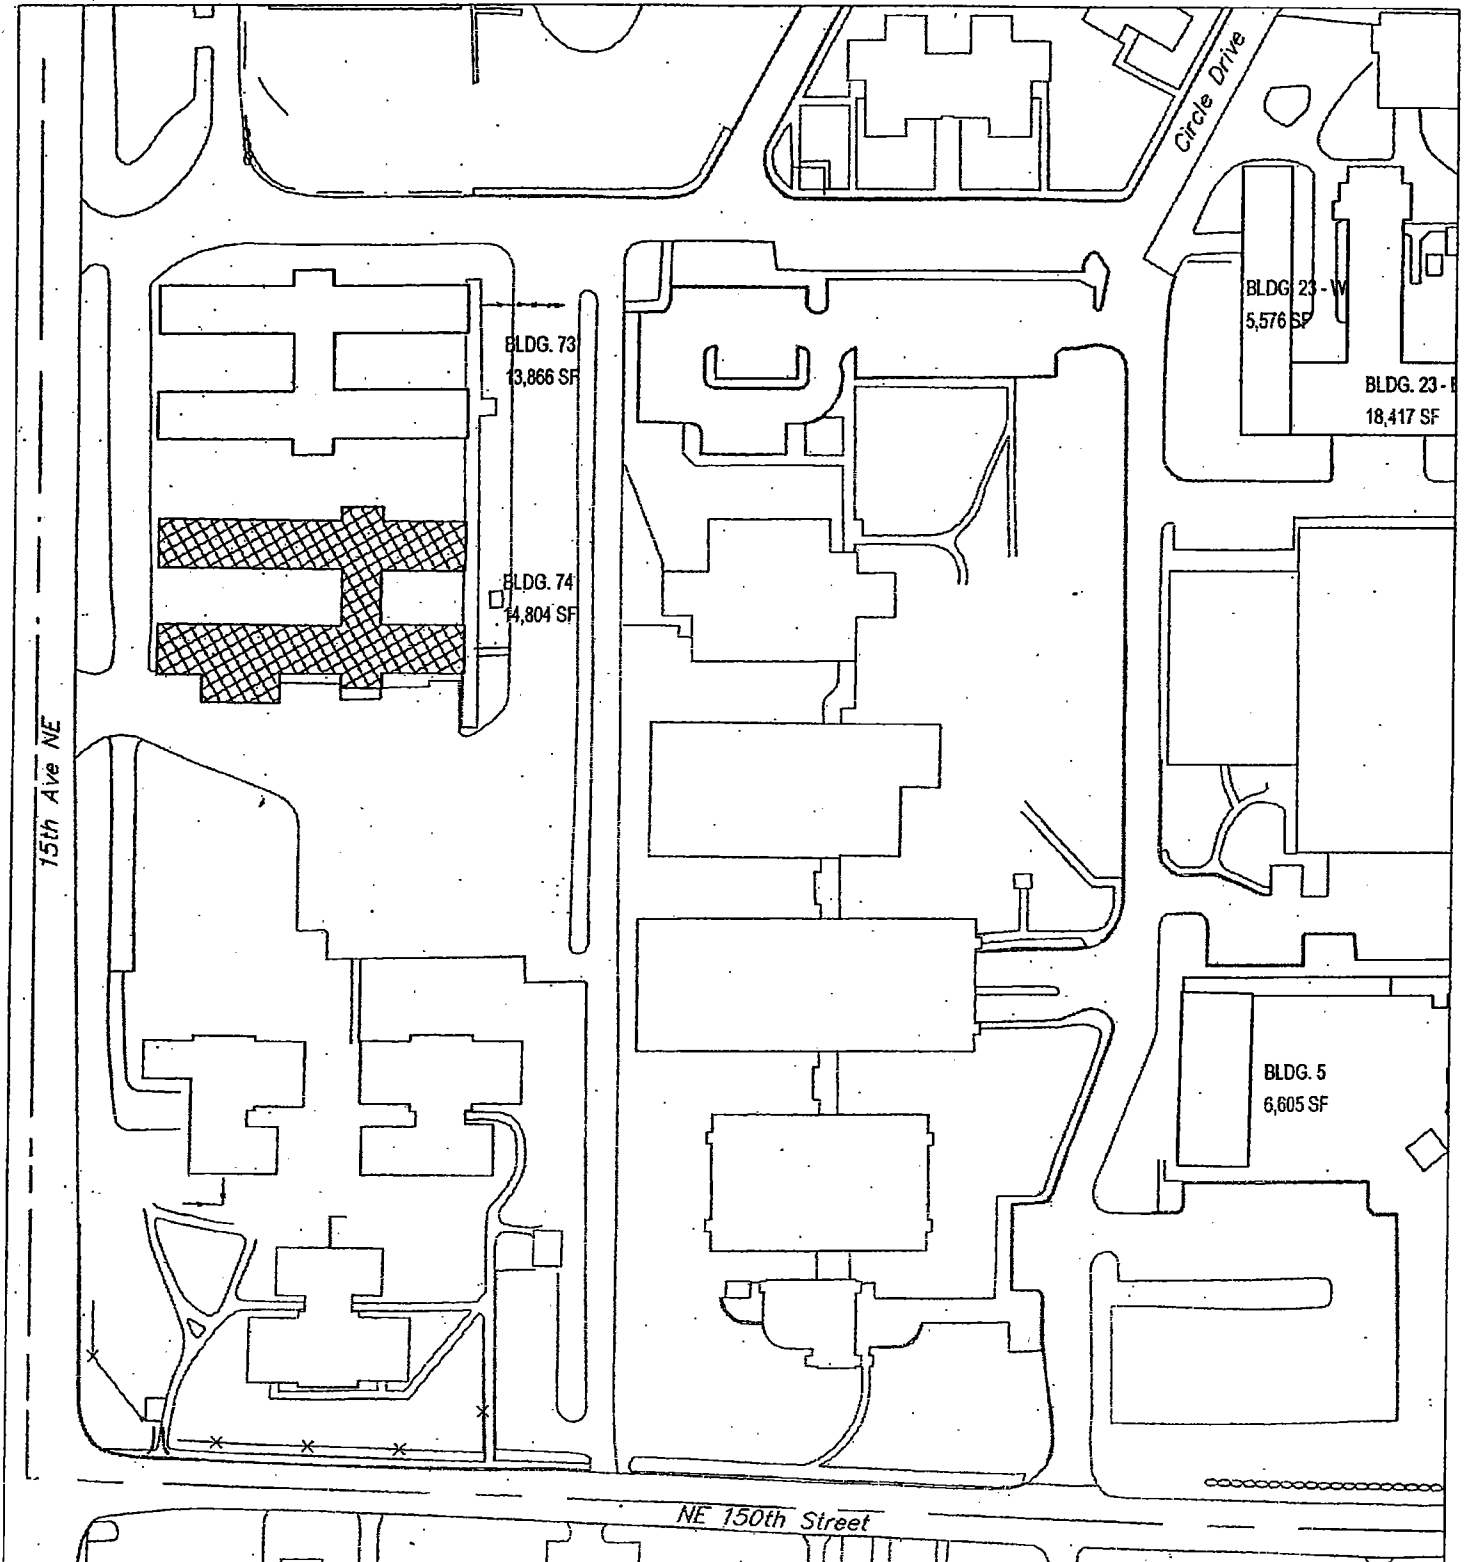 Circle Drive
BLDG. 23 - W
5,576 SF
BLDG. 73
13,866 SF
BLDG. 23 -
18,417 SF
BLDG. 74
14,804 SF
15th Ave NE
BLDG. 5
6,605 SF
NE 150th Street